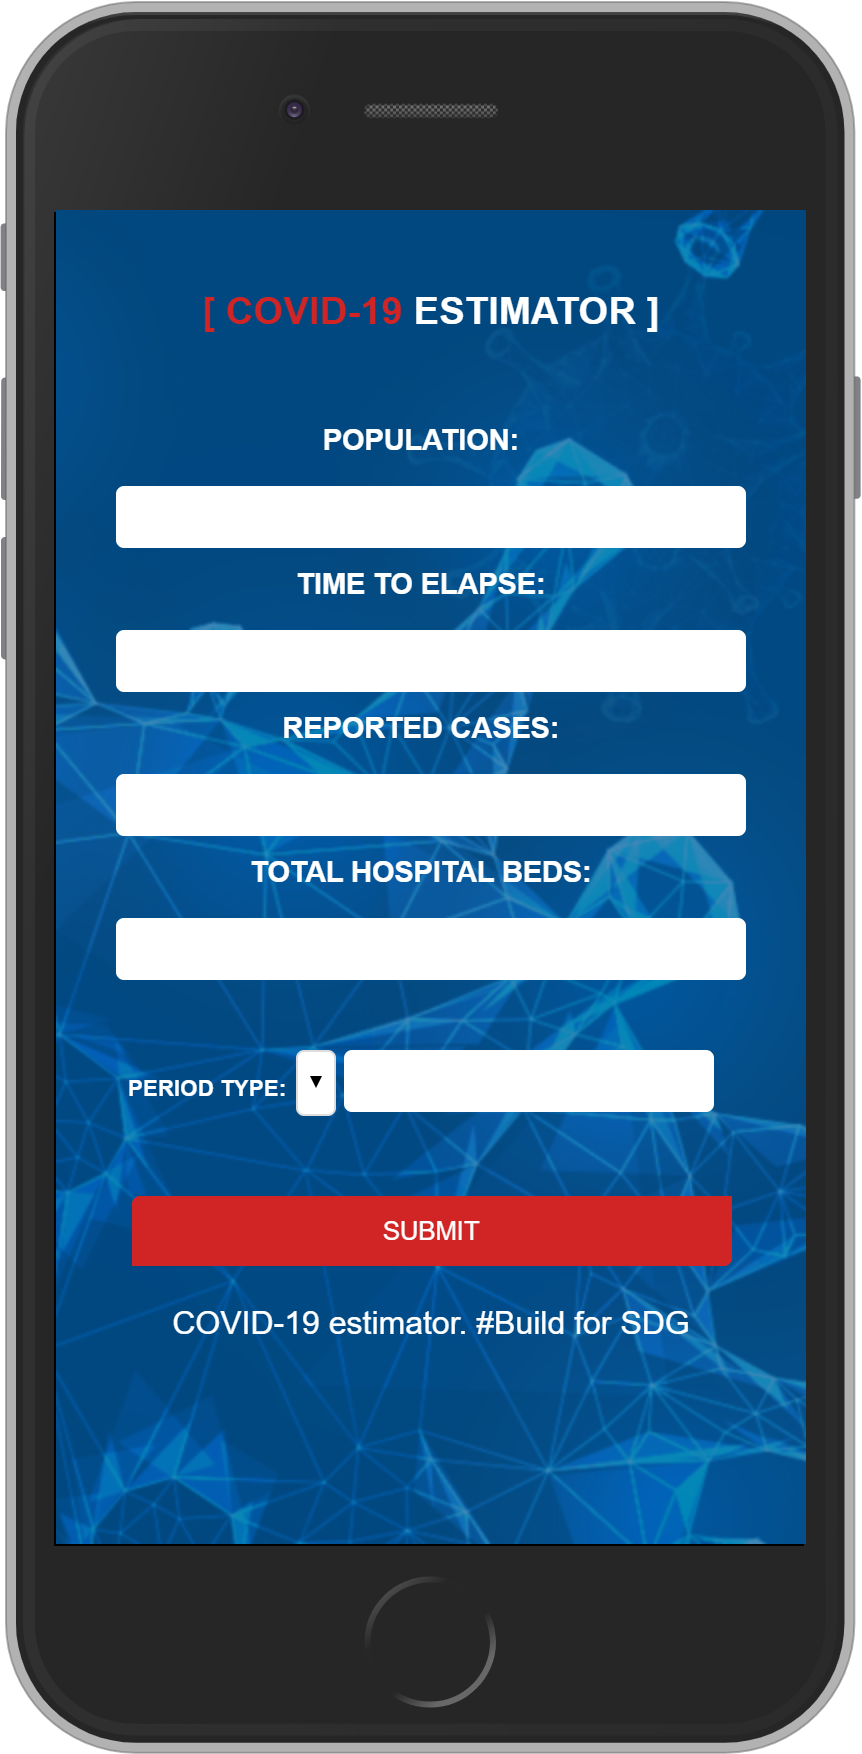 [ COVID-19 ESTIMATOR ]
POPULATION:
TIME TO ELAPSE:
REPORTED CASES:
TOTAL HOSPITAL BEDS:
PERIOD TYPE: ▼
SUBMIT
COVID-19 estimator. #Build for SDG